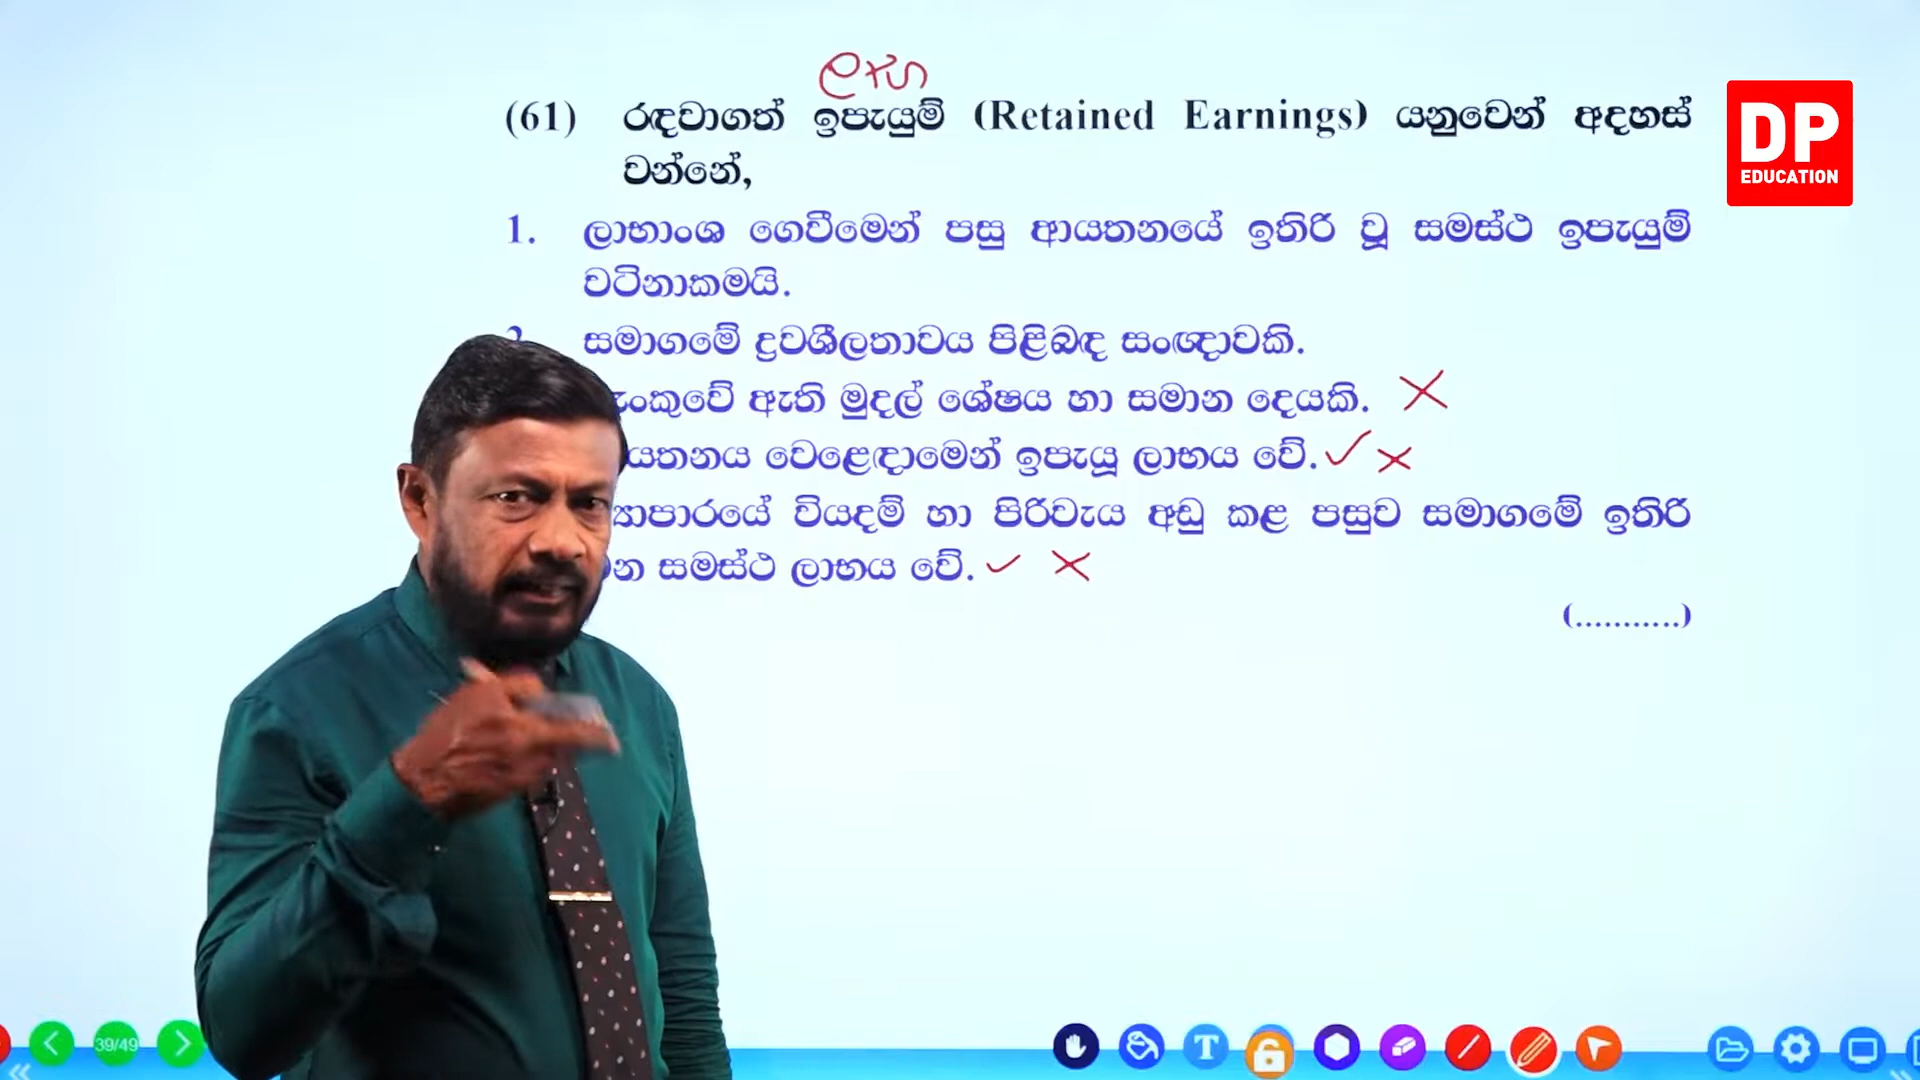 ලාභ
(61) රඳවාගත් ඉපැයුම් (Retained Earnings) යනුවෙන් අදහස්
වන්නේ,
DP
EDUCATION
1. ලාභාංශ ගෙවීමෙන් පසු ආයතනයේ ඉතිරි වූ සමස්ථ ඉපැයුම්
වටිනාකමයි.
සමාගමේ ද්‍රවශීලතාවය පිළිබඳ සංඥාවකි.
ඇති මුදල් ශේෂය හා සමාන දෙයකි.
වෙළෙඳාමෙන් ඉපැයූ ලාභය වේ.
වියදම් හා පිරිවැය අඩු කළ පසුව සමාගමේ ඉතිරි
සමස්ථ ලාභය වේ.
(...........)
39/49
T